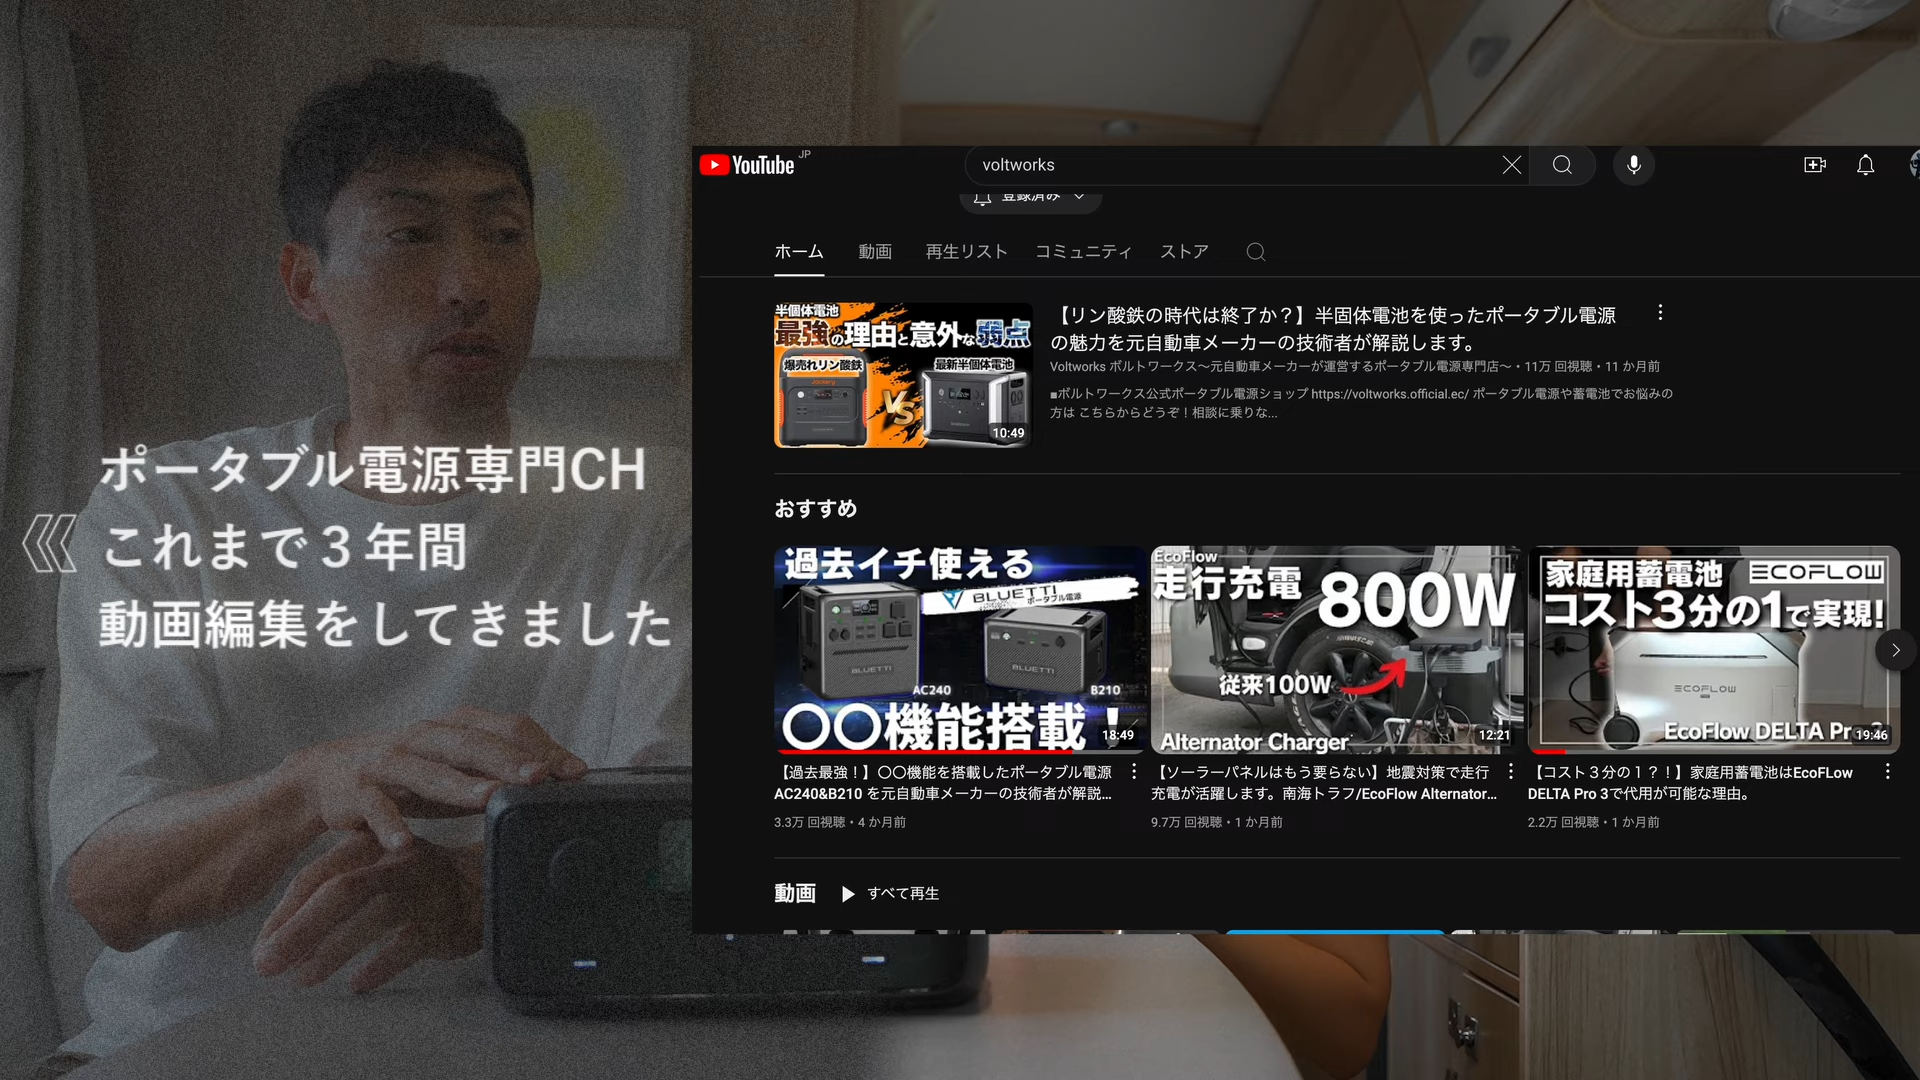 ポータブル電源専門CH
これまで３年間
動画編集をしてきました
YouTube JP
voltworks
登録済み
ホーム 動画 再生リスト コミュニティ ストア
半個体電池
最強の理由と意外な弱点
爆売れリン酸鉄
最新半個体電池
VS
10:49
【リン酸鉄の時代は終了か？】半固体電池を使ったポータブル電源
の魅力を元自動車メーカーの技術者が解説します。
Voltworks ボルトワークス〜元自動車メーカーが運営するポータブル電源専門店〜・11万 回視聴・11 か月前
■ボルトワークス公式ポータブル電源ショップ https://voltworks.official.ec/ ポータブル電源や蓄電池でお悩みの
方は こちらからどうぞ！相談に乗りな...
おすすめ
過去イチ使える
BLUETTI
ポータブル電源
BLUETTI
BLUETTI
AC240
B210
〇〇機能搭載！
18:49
【過去最強！】〇〇機能を搭載したポータブル電源
AC240&B210 を元自動車メーカーの技術者が解説...
3.3万 回視聴・4 か月前
EcoFlow
走行充電 800W
従来100W
Alternator Charger
12:21
【ソーラーパネルはもう要らない】地震対策で走行
充電が活躍します。南海トラフ/EcoFlow Alternator...
9.7万 回視聴・1 か月前
家庭用蓄電池 ECOFLOW
コスト3分の1で実現!
ECOFLOW
EcoFlow DELTA Pr
19:46
【コスト３分の１？！】家庭用蓄電池はEcoFLow
DELTA Pro 3で代用が可能な理由。
2.2万 回視聴・1 か月前
動画 すべて再生